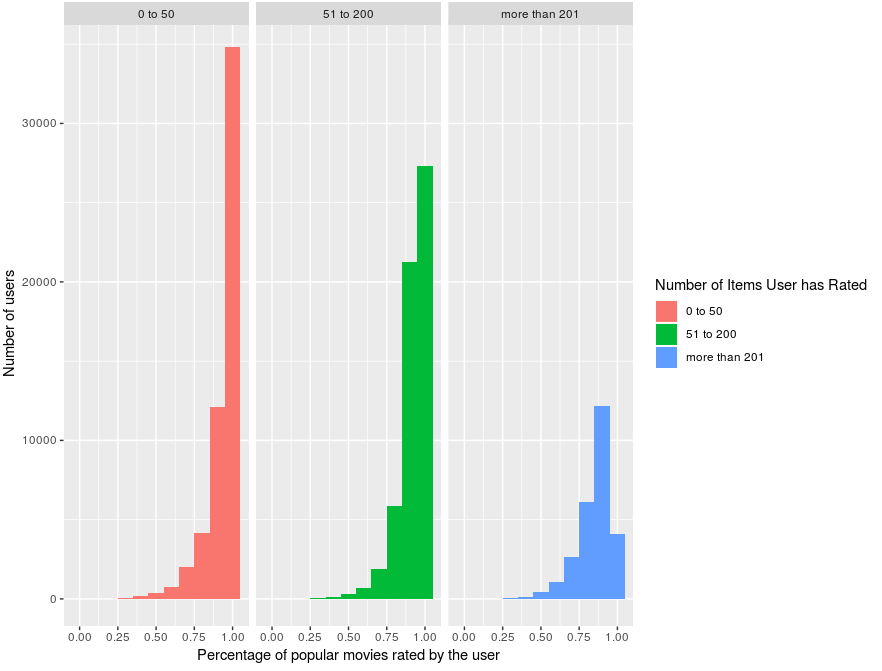 0 to 50
51 to 200
more than 201
Number of users
30000
20000
10000
0
0.00 0.25 0.50 0.75 1.00
0.00 0.25 0.50 0.75 1.00
0.00 0.25 0.50 0.75 1.00
Percentage of popular movies rated by the user
Number of Items User has Rated
0 to 50
51 to 200
more than 201